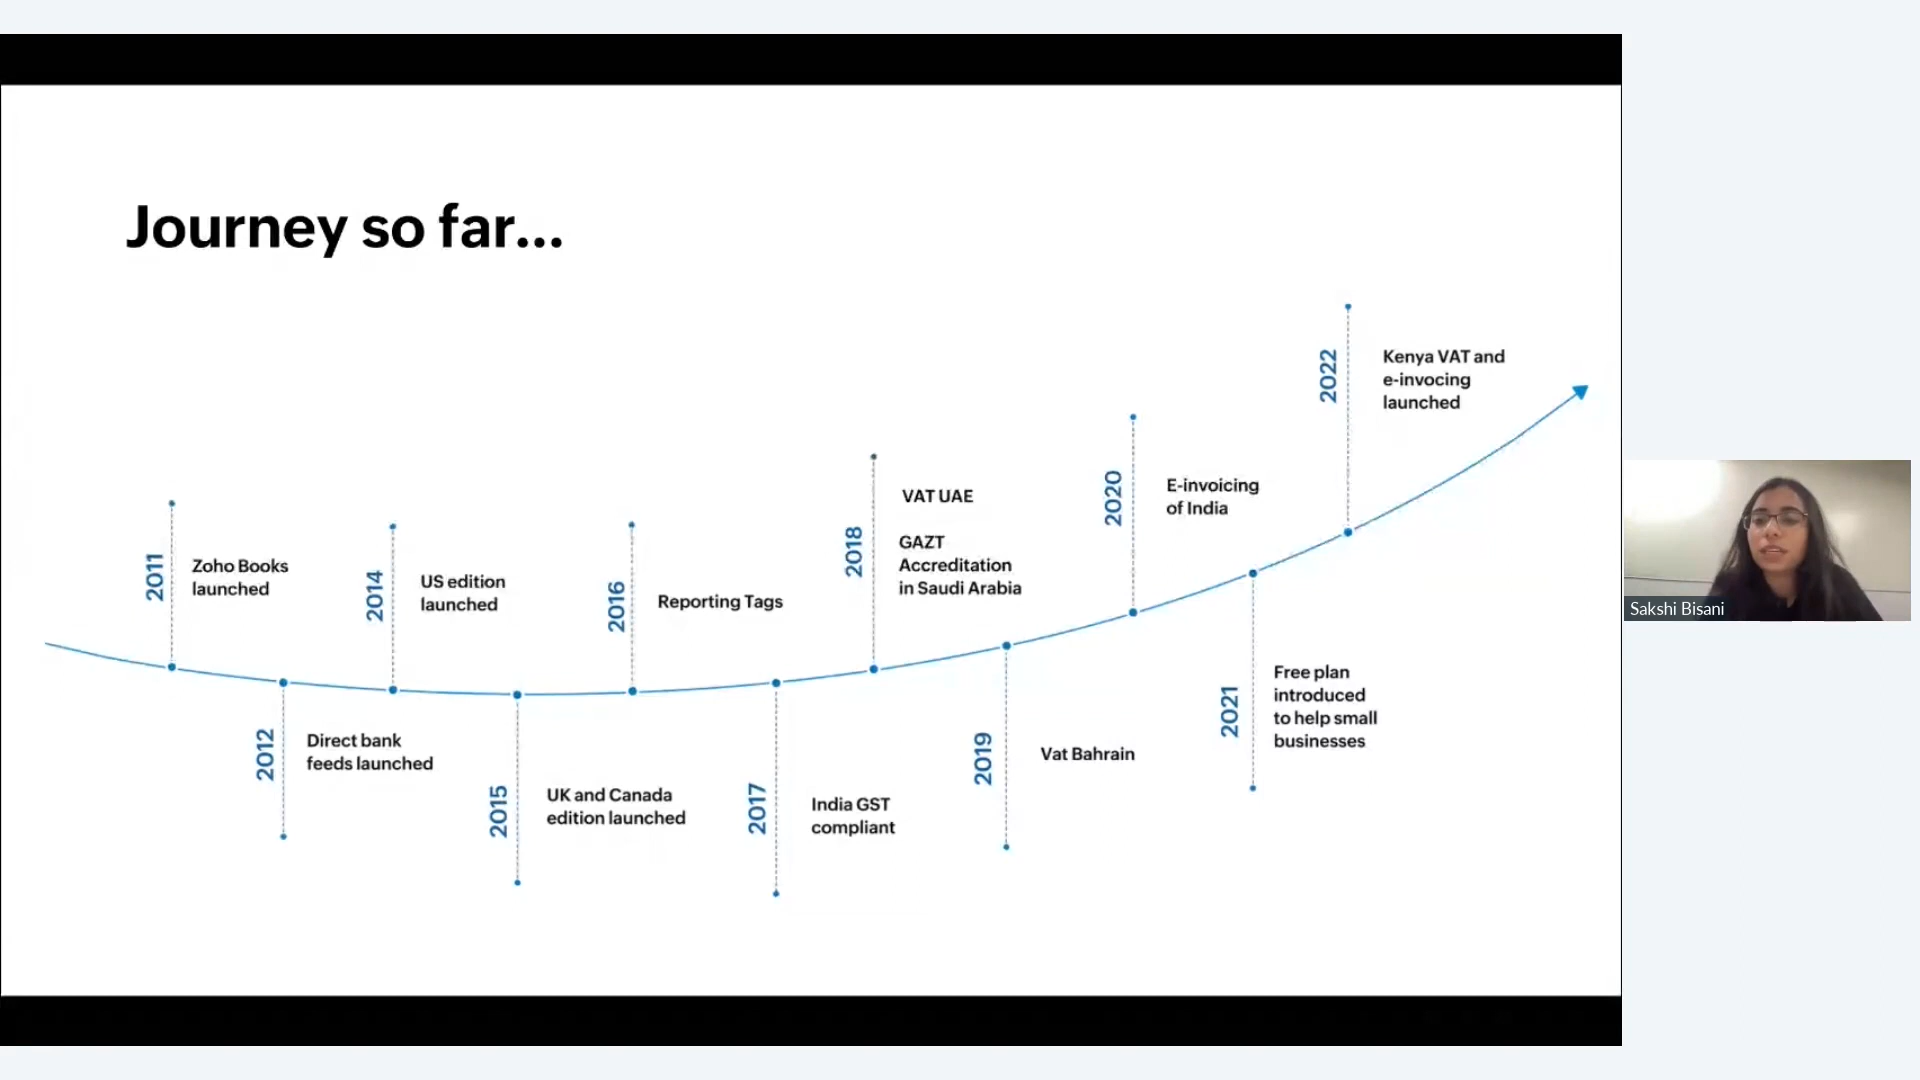 Journey so far...
2011
Zoho Books
launched
2012
Direct bank
feeds launched
2014
US edition
launched
2015
UK and Canada
edition launched
2016
Reporting Tags
2017
India GST
compliant
2018
VAT UAE
GAZT
Accreditation
in Saudi Arabia
2019
Vat Bahrain
2020
E-invoicing
of India
2021
Free plan
introduced
to help small
businesses
2022
Kenya VAT and
e-invocing
launched
Sakshi Bisani